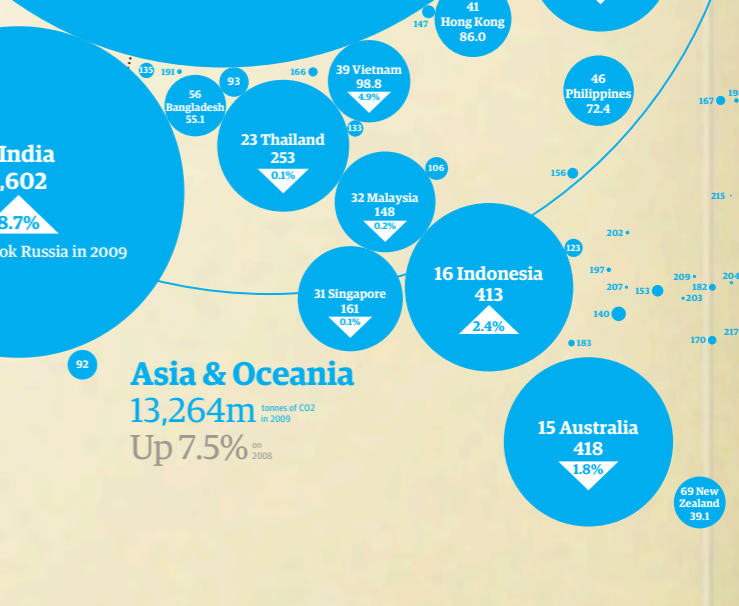 41
Hong Kong
86.0
147
135
191
166
93
39 Vietnam
98.8
4.9%
56
Bangladesh
55.1
46
Philippines
72.4
167
133
23 Thailand
253
0.1%
India
,602
8.7%
ok Russia in 2009
106
156
32 Malaysia
148
0.2%
215
202
123
16 Indonesia
413
2.4%
197
209
204
207
153
182
203
31 Singapore
161
0.1%
140
217
170
183
92
Asia & Oceania
13,264m tonnes of CO2
in 2009
Up 7.5% on
2008
15 Australia
418
1.8%
69 New
Zealand
39.1